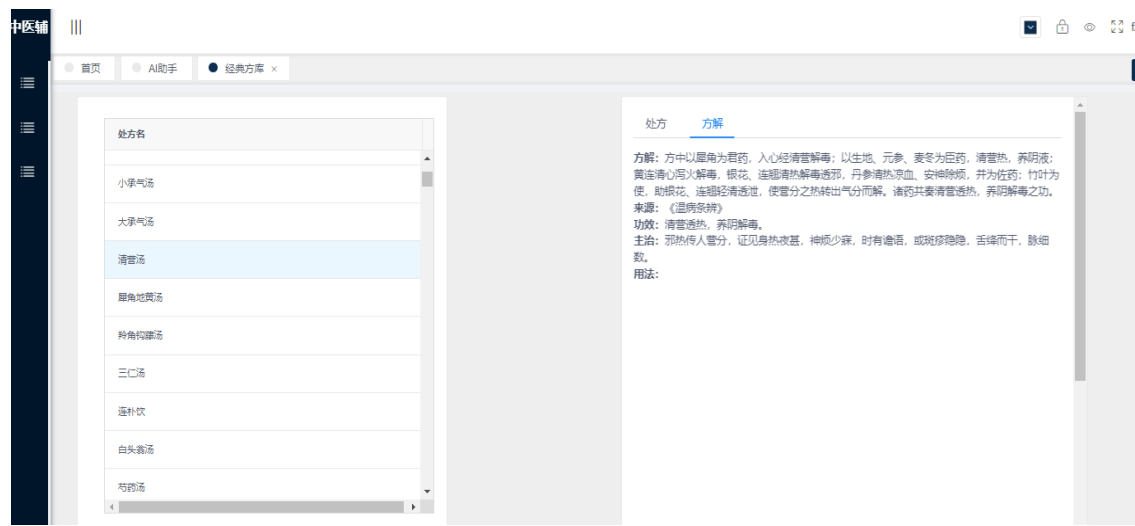 中医辅
首页
AI助手
经典方库 ×
处方名
小承气汤
大承气汤
清营汤
犀角地黄汤
羚角钩藤汤
三仁汤
连朴饮
白头翁汤
芍药汤
处方 方解
方解：方中以犀角为君药，入心经清营解毒；以生地、元参、麦冬为臣药，清营热，养阴液；
黄连清心泻火解毒，银花、连翘清热解毒透邪，丹参清热凉血、安神除烦，并为佐药；竹叶为
使，助银花、连翘轻清透泄，使营分之热转出气分而解。诸药共奏清营透热，养阴解毒之功。
来源：《温病条辨》
功效：清营透热，养阴解毒。
主治：邪热传人营分，证见身热夜甚，神烦少寐，时有谵语，或斑疹隐隐，舌绛而干，脉细
数。
用法：